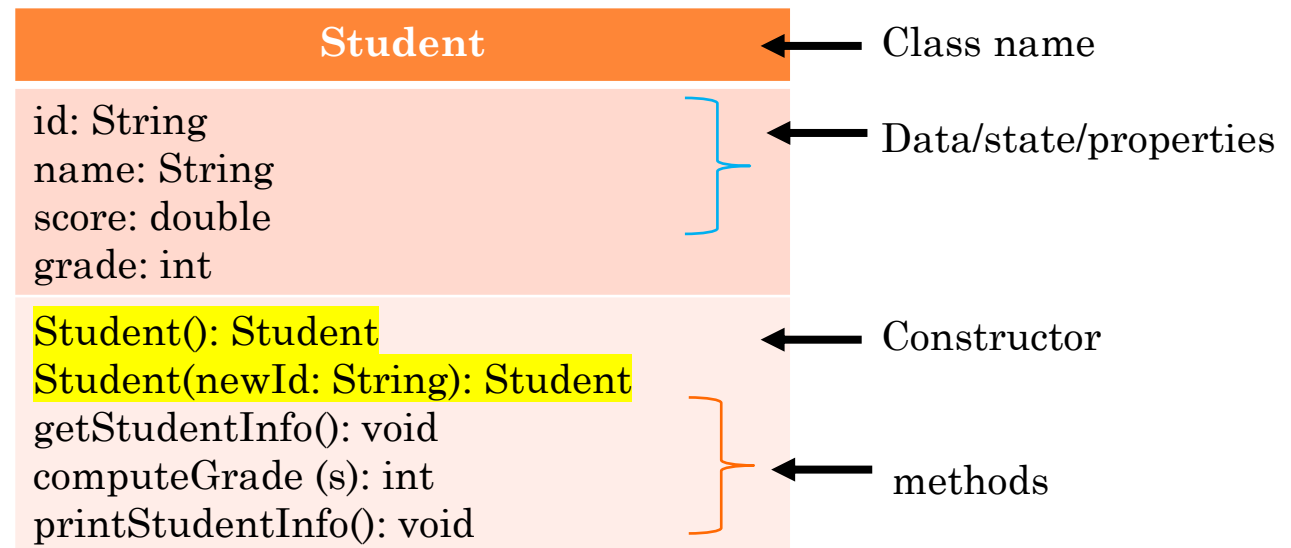 Student
Class name
id: String
name: String
score: double
grade: int
Data/state/properties
Student(): Student
Student(newId: String): Student
Constructor
getStudentInfo(): void
computeGrade (s): int
printStudentInfo(): void
methods